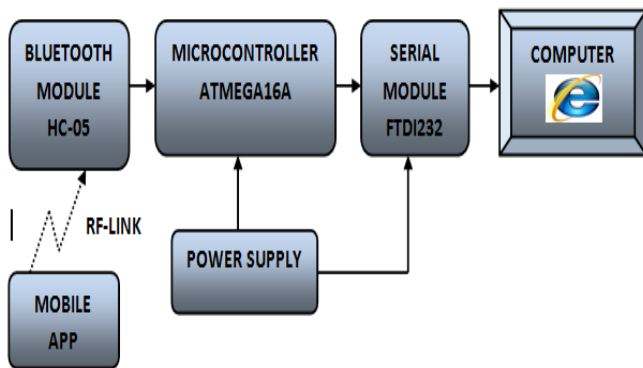 BLUETOOTH
MODULE
HC-05
MICROCONTROLLER
ATMEGA16A
SERIAL
MODULE
FTDI232
COMPUTER
RF-LINK
POWER SUPPLY
MOBILE
APP